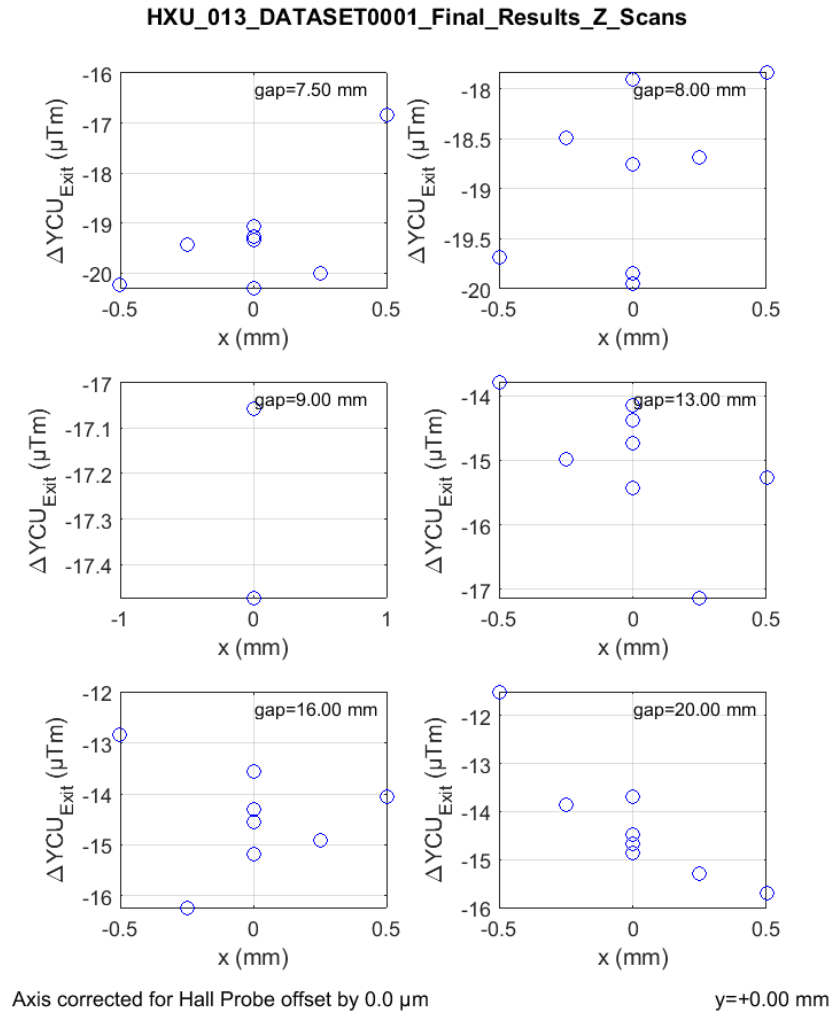 HXU_013_DATASET0001_Final_Results_Z_Scans
gap=7.50 mm
-16
-17
-18
-19
-20
ΔYCU_Exit (µTm)
-0.5 0 0.5
x (mm)
gap=8.00 mm
-18
-18.5
-19
-19.5
-20
ΔYCU_Exit (µTm)
-0.5 0 0.5
x (mm)
gap=9.00 mm
-17
-17.1
-17.2
-17.3
-17.4
ΔYCU_Exit (µTm)
-1 0 1
x (mm)
gap=13.00 mm
-14
-15
-16
-17
ΔYCU_Exit (µTm)
-0.5 0 0.5
x (mm)
gap=16.00 mm
-12
-13
-14
-15
-16
ΔYCU_Exit (µTm)
-0.5 0 0.5
x (mm)
gap=20.00 mm
-12
-13
-14
-15
-16
ΔYCU_Exit (µTm)
-0.5 0 0.5
x (mm)
Axis corrected for Hall Probe offset by 0.0 µm
y=+0.00 mm